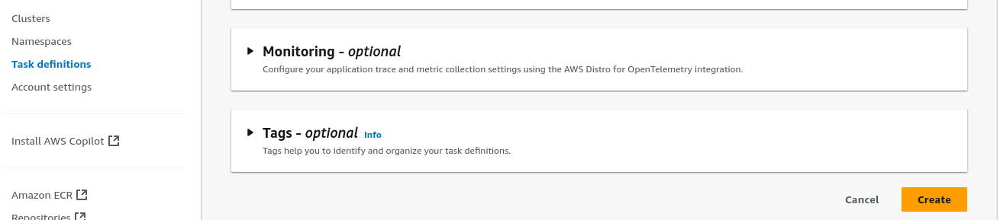 Clusters
Namespaces
Task definitions
Account settings
Install AWS Copilot
Amazon ECR
Repositories
Monitoring - optional
Configure your application trace and metric collection settings using the AWS Distro for OpenTelemetry integration.
Tags - optional Info
Tags help you to identify and organize your task definitions.
Cancel Create